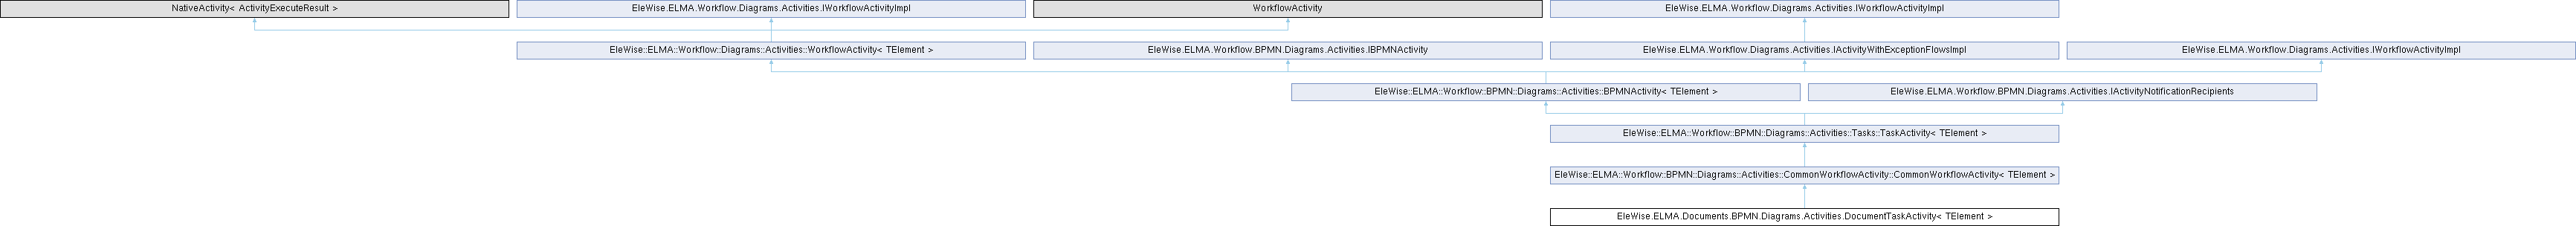 NativeActivity< ActivityExecuteResult >
EleWise.ELMA.Workflow.Diagrams.Activities.IWorkflowActivityImpl
WorkflowActivity
EleWise.ELMA.Workflow.Diagrams.Activities.IWorkflowActivityImpl
EleWise::ELMA::Workflow::Diagrams::Activities::WorkflowActivity< TElement >
EleWise.ELMA.Workflow.BPMN.Diagrams.Activities.IBPMNActivity
EleWise.ELMA.Workflow.Diagrams.Activities.IActivityWithExceptionFlowsImpl
EleWise.ELMA.Workflow.Diagrams.Activities.IWorkflowActivityImpl
EleWise::ELMA::Workflow::BPMN::Diagrams::Activities::BPMNActivity< TElement >
EleWise.ELMA.Workflow.BPMN.Diagrams.Activities.IActivityNotificationRecipients
EleWise::ELMA::Workflow::BPMN::Diagrams::Activities::Tasks::TaskActivity< TElement >
EleWise::ELMA::Workflow::BPMN::Diagrams::Activities::CommonWorkflowActivity::CommonWorkflowActivity< TElement >
EleWise.ELMA.Documents.BPMN.Diagrams.Activities.DocumentTaskActivity< TElement >